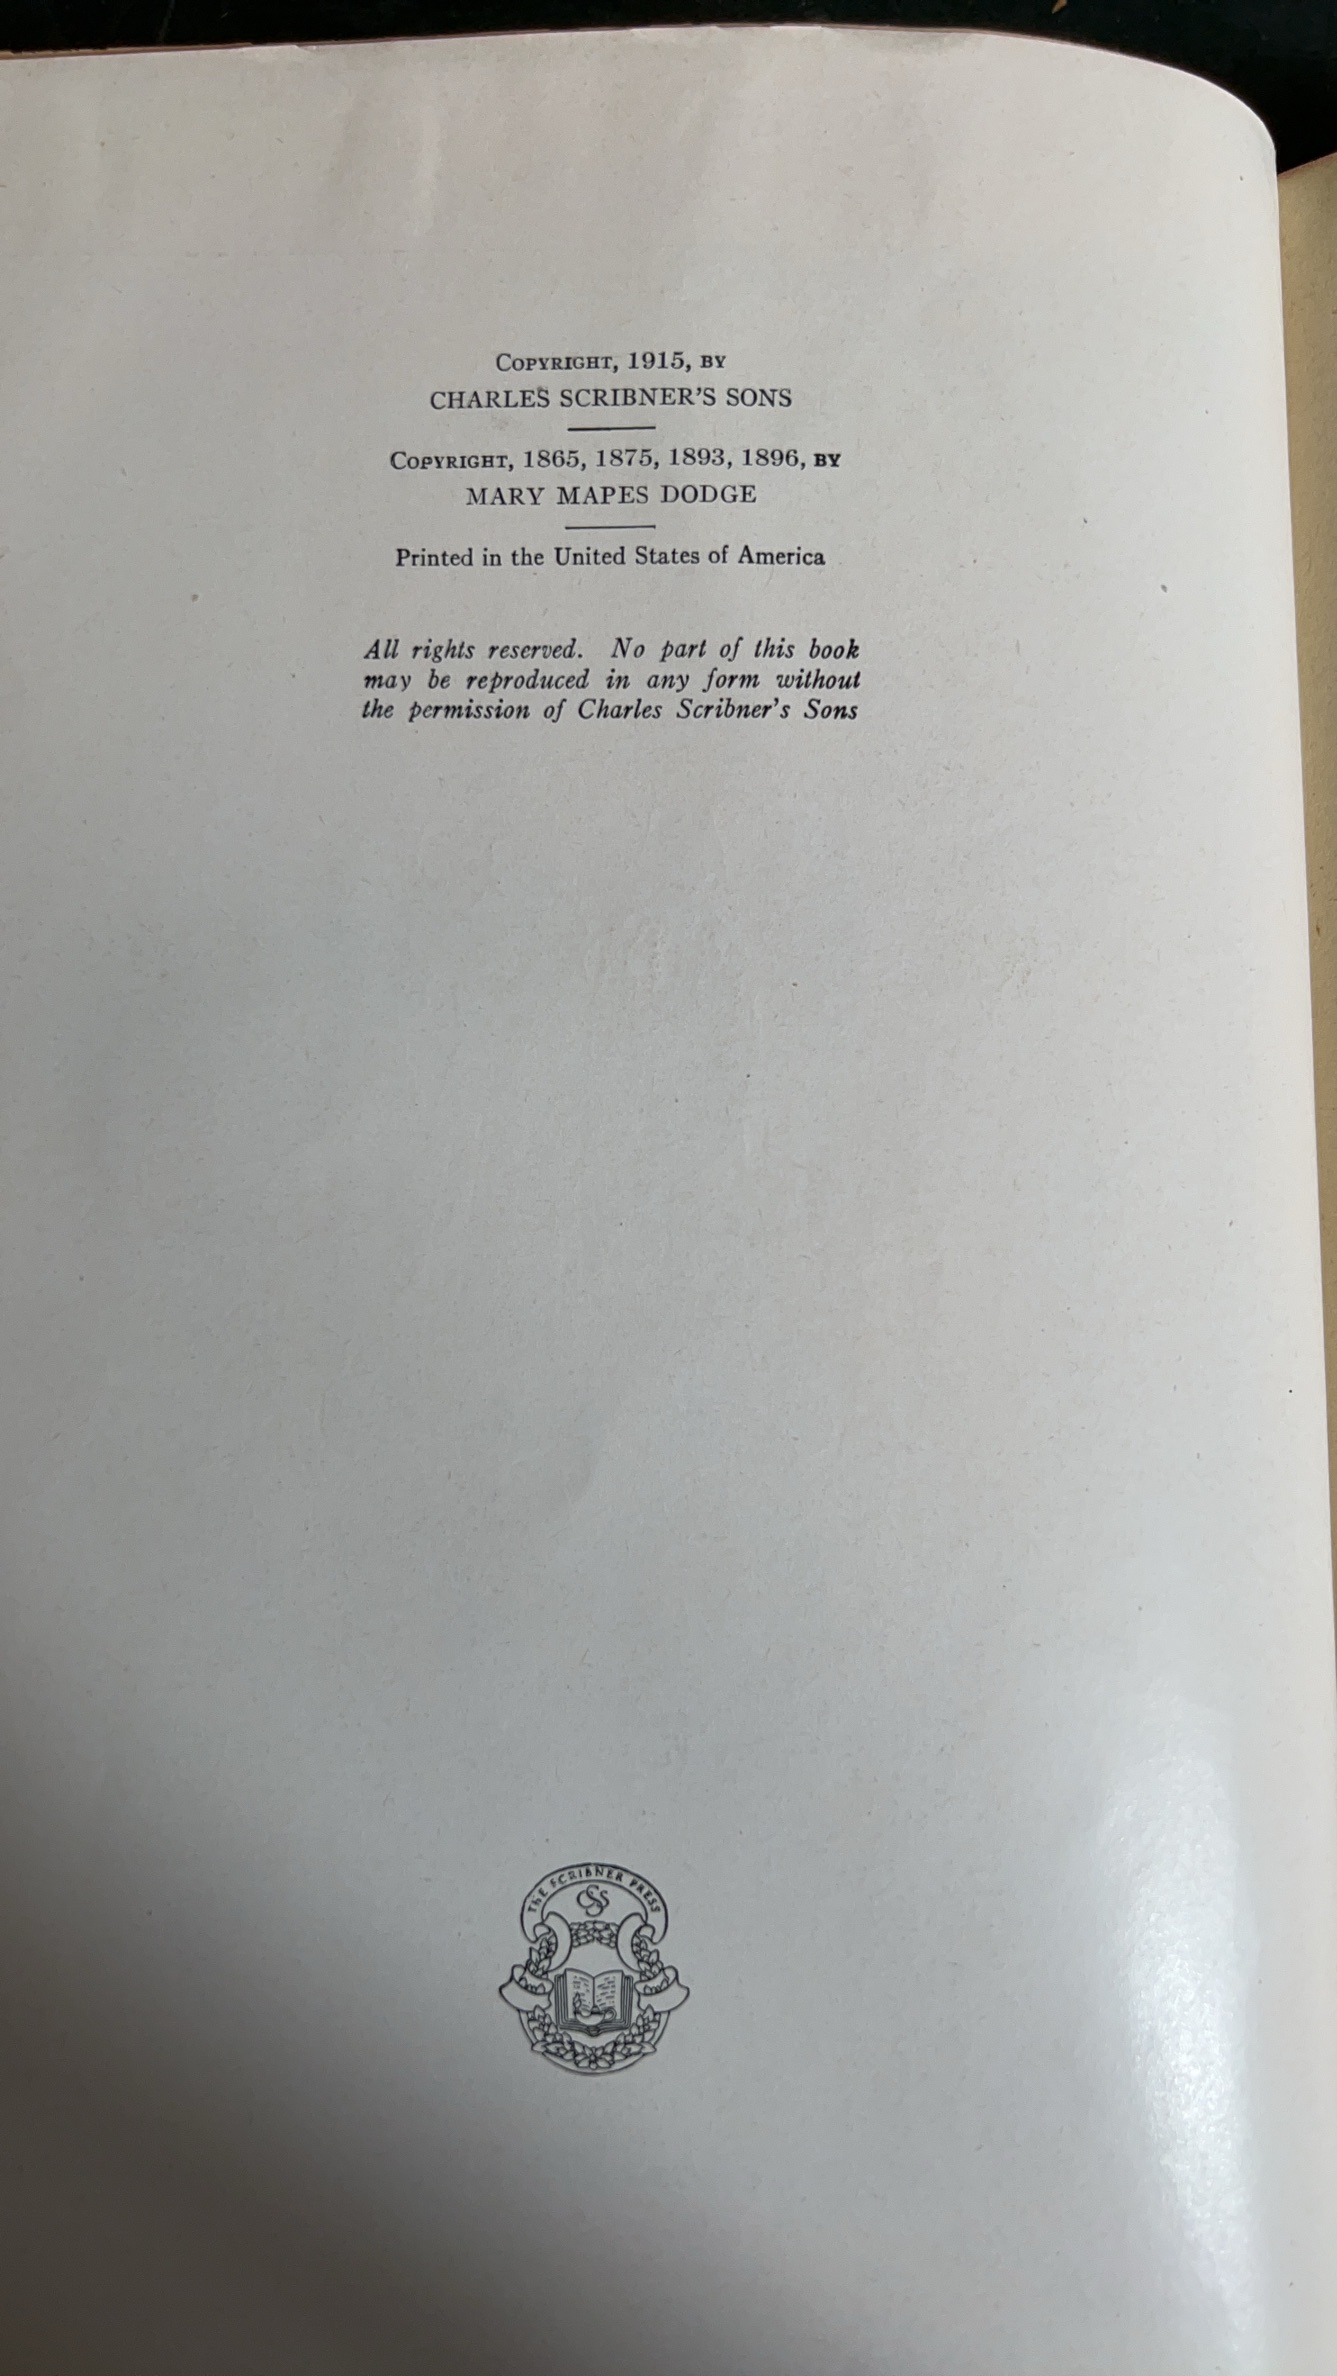 COPYRIGHT, 1915, BY
CHARLES SCRIBNER'S SONS
COPYRIGHT, 1865, 1875, 1893, 1896, BY
MARY MAPES DODGE
Printed in the United States of America
All rights reserved. No part of this book
may be reproduced in any form without
the permission of Charles Scribner's Sons
THE SCRIBNER PRESS
CSS